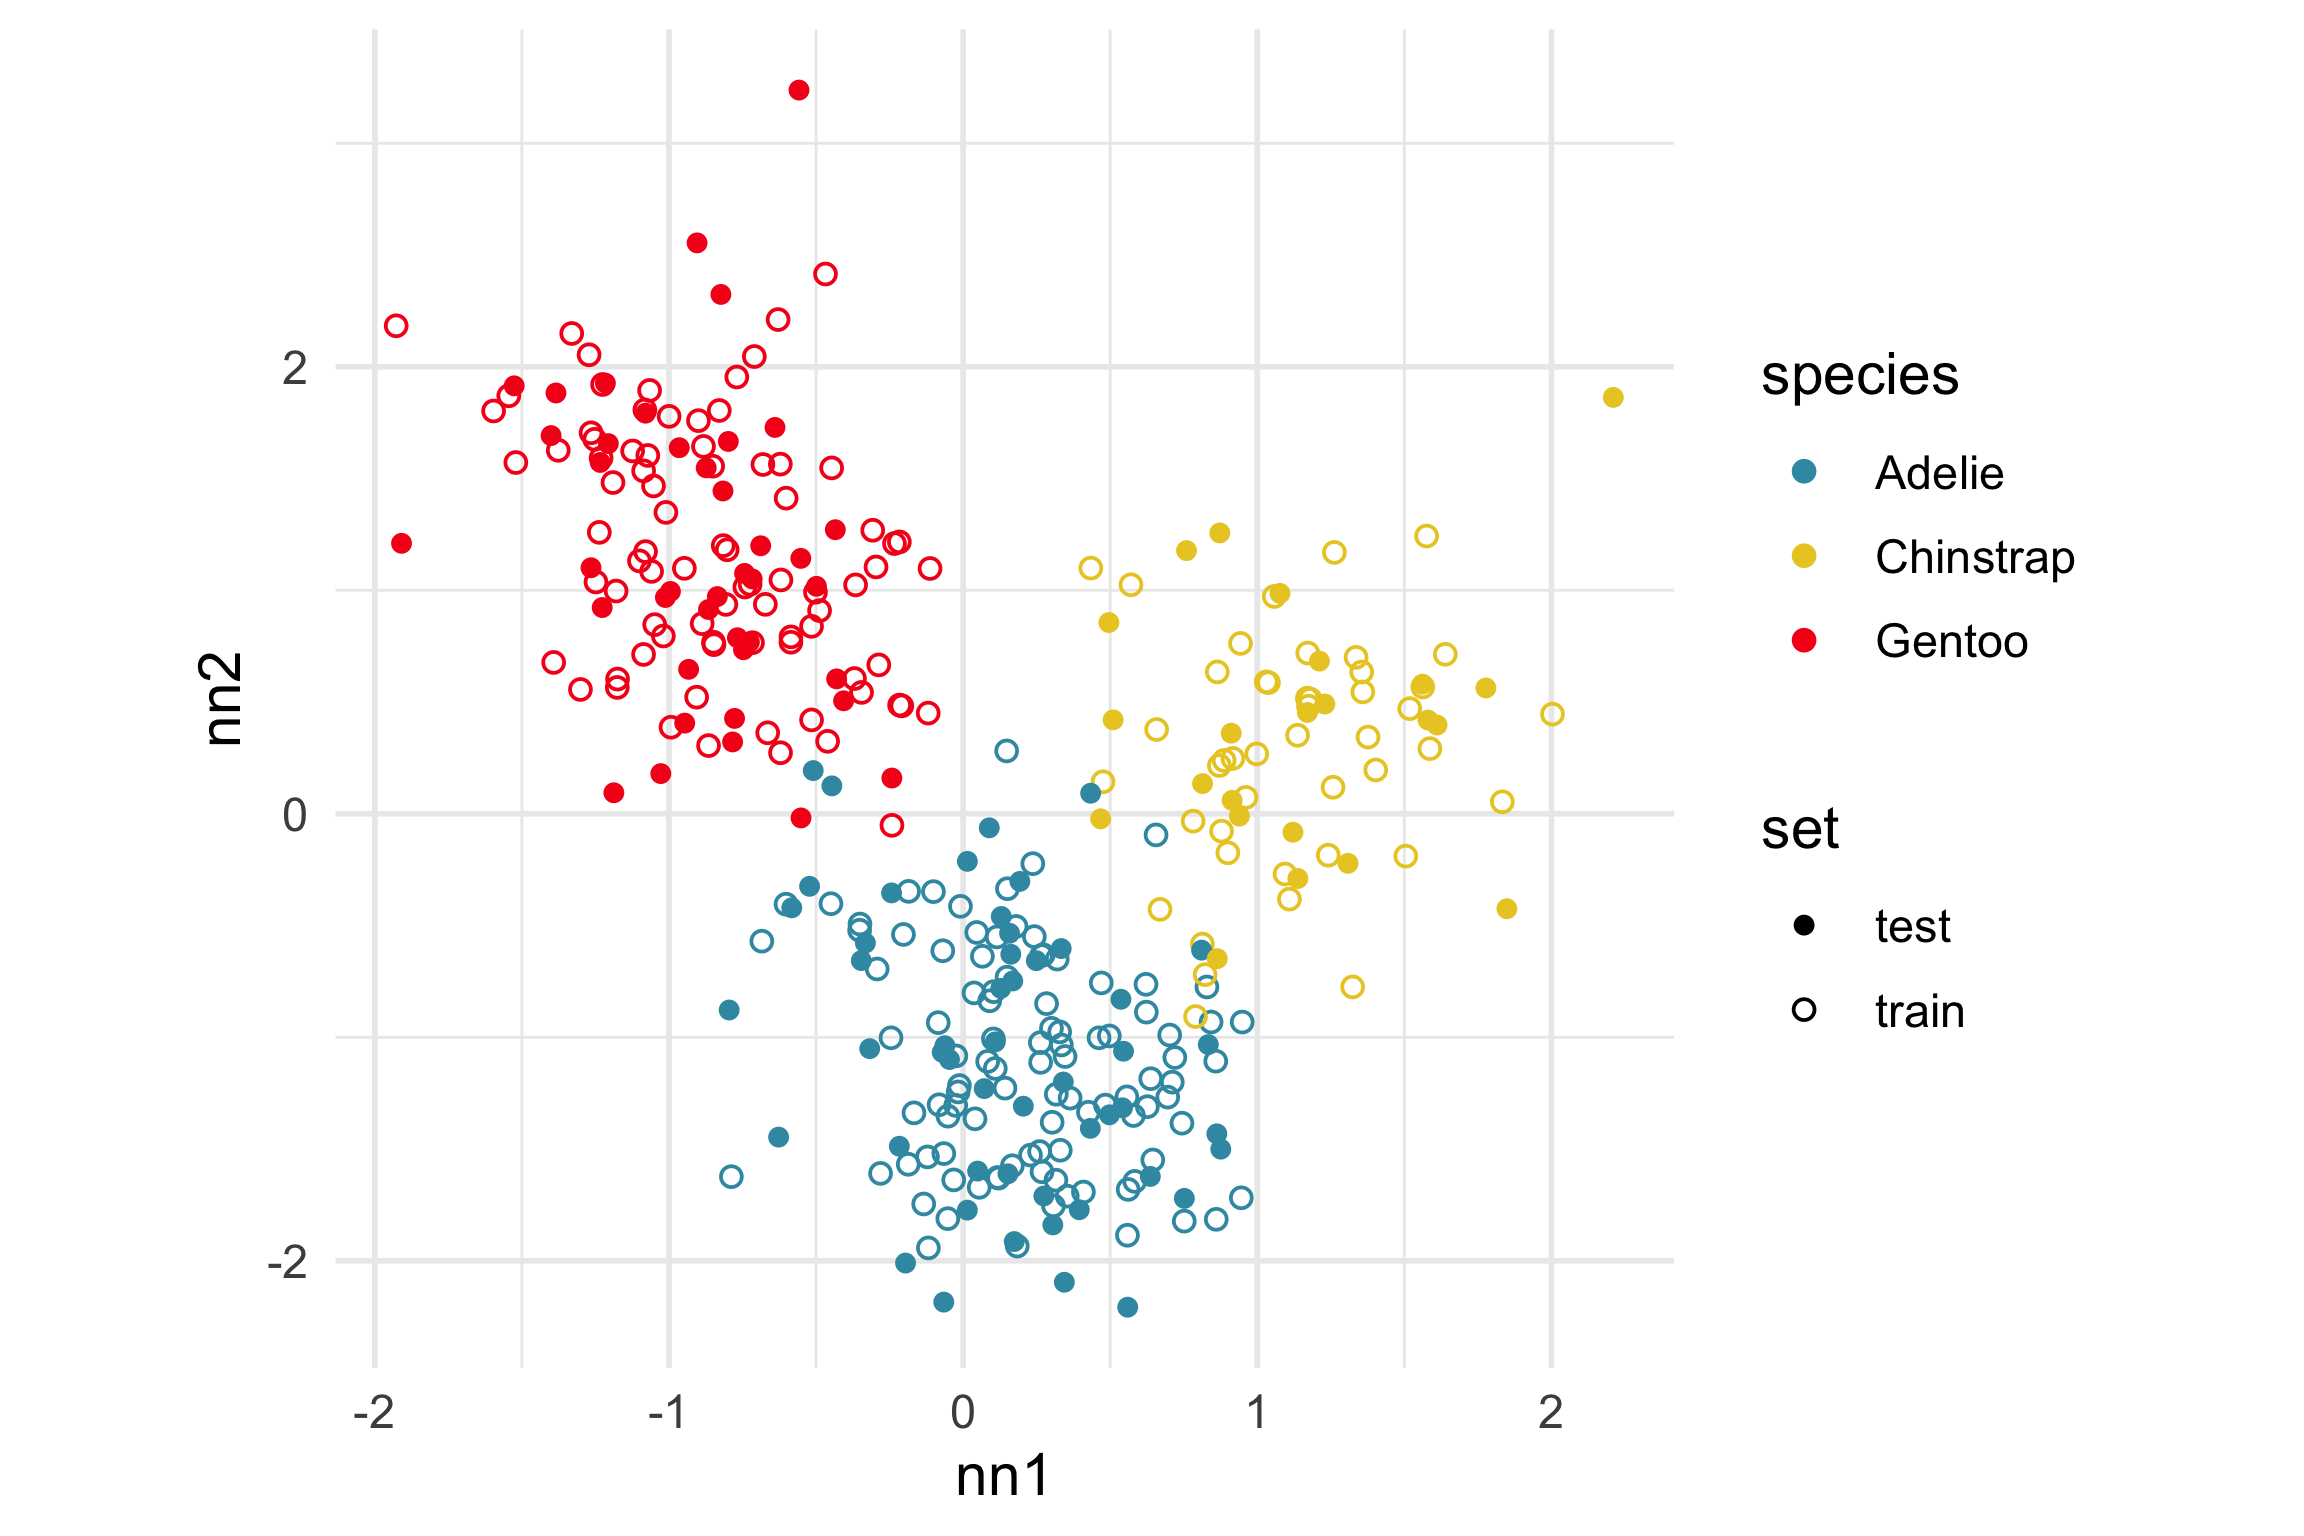 nn2
2
0
-2
-2
-1
0
1
2
nn1
species
Adelie
Chinstrap
Gentoo
set
test
train